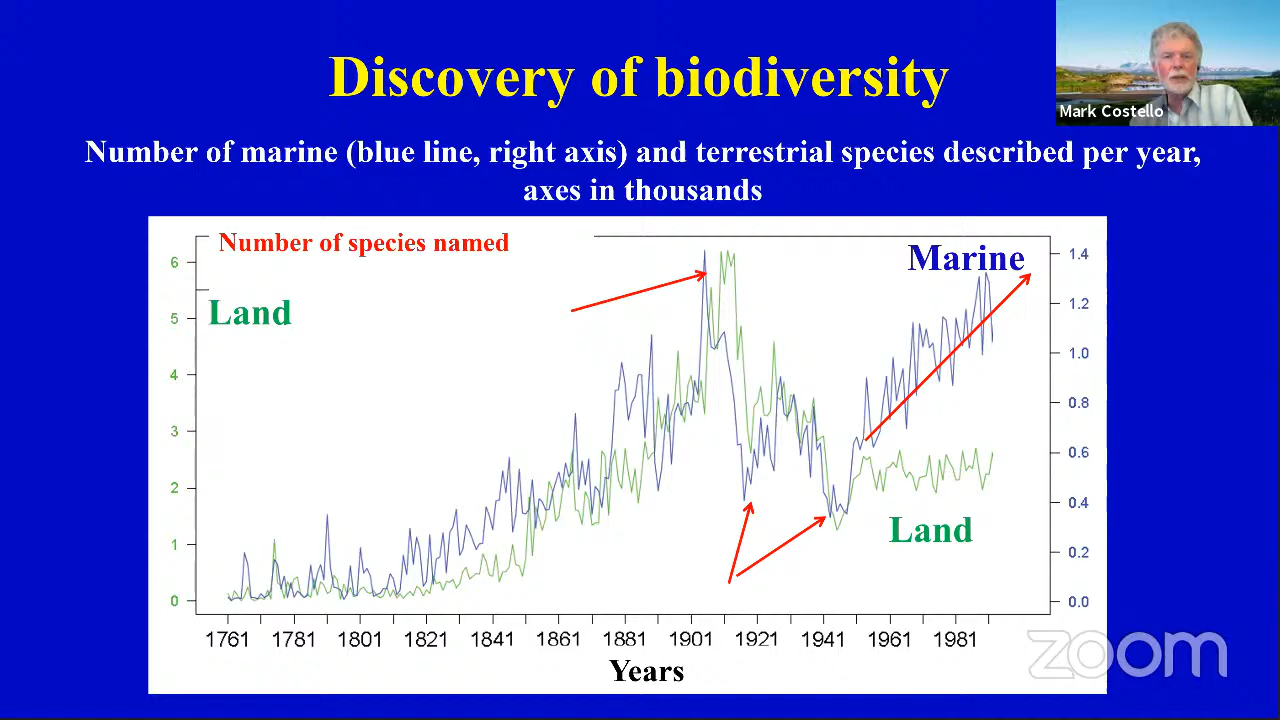 Discovery of biodiversity
Mark Costello
Number of marine (blue line, right axis) and terrestrial species described per year,
axes in thousands
Number of species named
Marine
Land
Land
6
5
4
3
2
1
0
1.4
1.2
1.0
0.8
0.6
0.4
0.2
0.0
1761 1781 1801 1821 1841 1861 1881 1901 1921 1941 1961 1981
Years
zoom